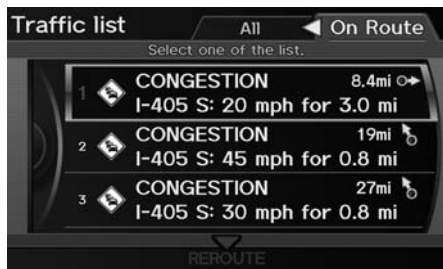 Traffic list All On Route
Select one of the list.
1 CONGESTION 8.4mi
I-405 S: 20 mph for 3.0 mi
2 CONGESTION 19mi
I-405 S: 45 mph for 0.8 mi
3 CONGESTION 27mi
I-405 S: 30 mph for 0.8 mi
REROUTE